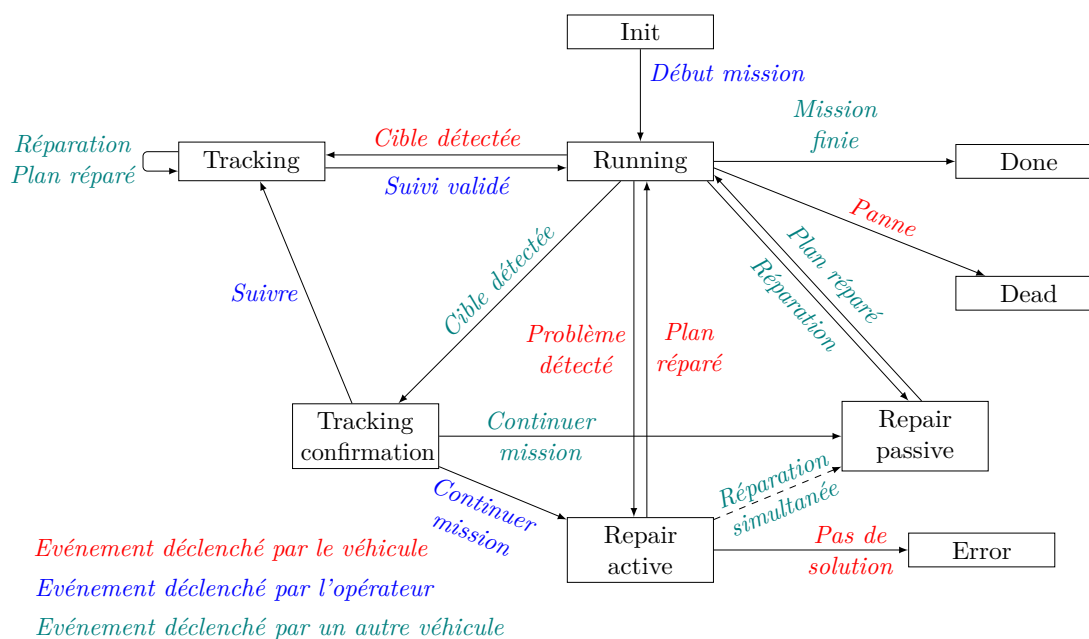 Init
Début mission
Mission
finie
Réparation
Plan réparé
Tracking
Cible détectée
Suivi validé
Running
Done
Panne
Dead
Suivre
Cible détectée
Problème
détecté
Plan
réparé
Plan réparé
Réparation
Tracking
confirmation
Continuer
mission
Repair
passive
Continuer
mission
Réparation
simultanée
Repair
active
Pas de
solution
Error
Evénement déclenché par le véhicule
Evénement déclenché par l'opérateur
Evénement déclenché par un autre véhicule